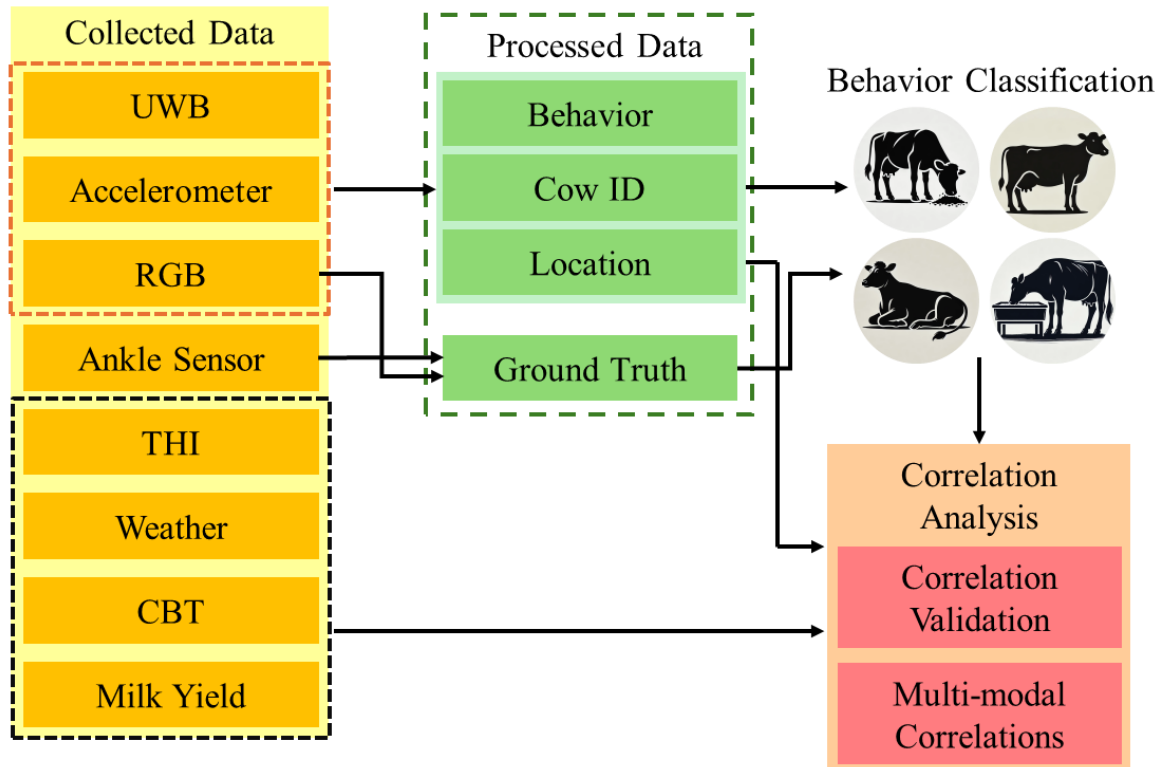 Collected Data
UWB
Accelerometer
RGB
Ankle Sensor
THI
Weather
CBT
Milk Yield
Processed Data
Behavior
Cow ID
Location
Ground Truth
Behavior Classification
Correlation
Analysis
Correlation
Validation
Multi-modal
Correlations